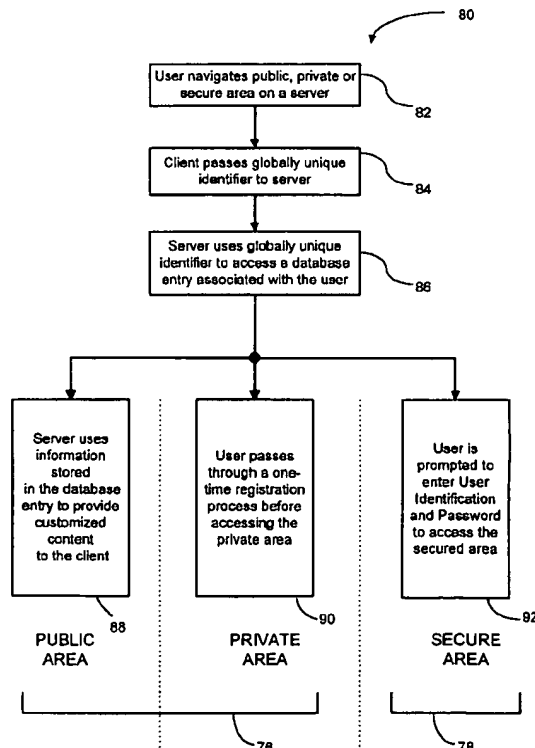 80
User navigates public, private or
secure area on a server
82
Client passes globally unique
identifier to server
84
Server uses globally unique
identifier to access a database
entry associated with the user
86
Server uses
information
stored
in the database
entry to provide
customized
content
to the client
88
User passes
through a one-
time registration
process before
accessing the
private area
90
User is
prompted to
enter User
Identification
and Password
to access the
secured area
92
PUBLIC
AREA
PRIVATE
AREA
SECURE
AREA
76
78